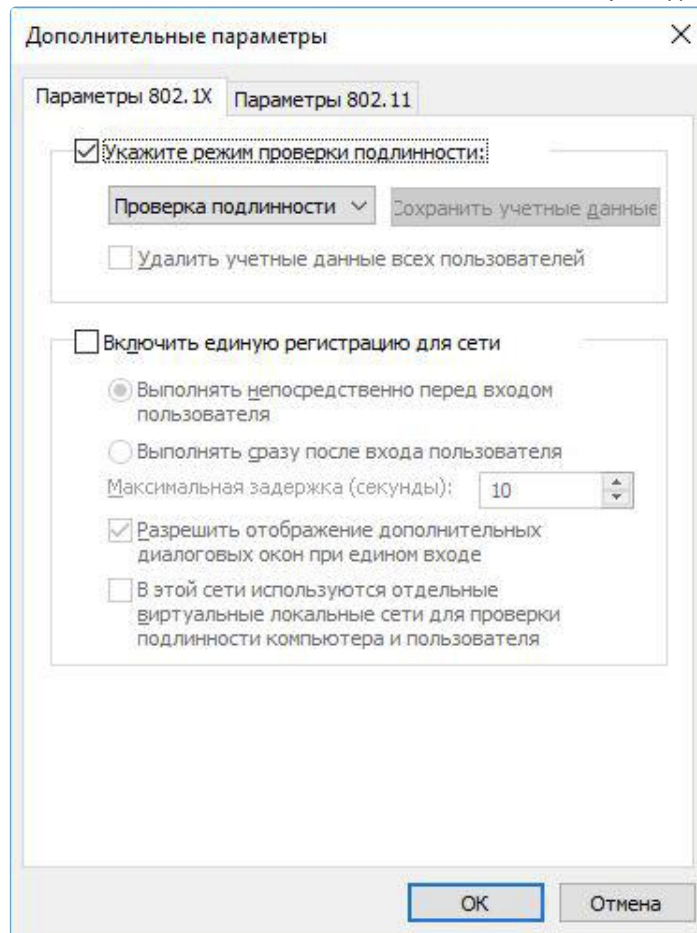 Дополнительные параметры
Параметры 802.1X
Параметры 802.11
Укажите режим проверки подлинности:
Проверка подлинности
Сохранить учетные данные
Удалить учетные данные всех пользователей
Включить единую регистрацию для сети
Выполнять непосредственно перед входом
пользователя
Выполнять сразу после входа пользователя
Максимальная задержка (секунды):
10
Разрешить отображение дополнительных
диалоговых окон при едином входе
В этой сети используются отдельные
виртуальные локальные сети для проверки
подлинности компьютера и пользователя
ОК
Отмена